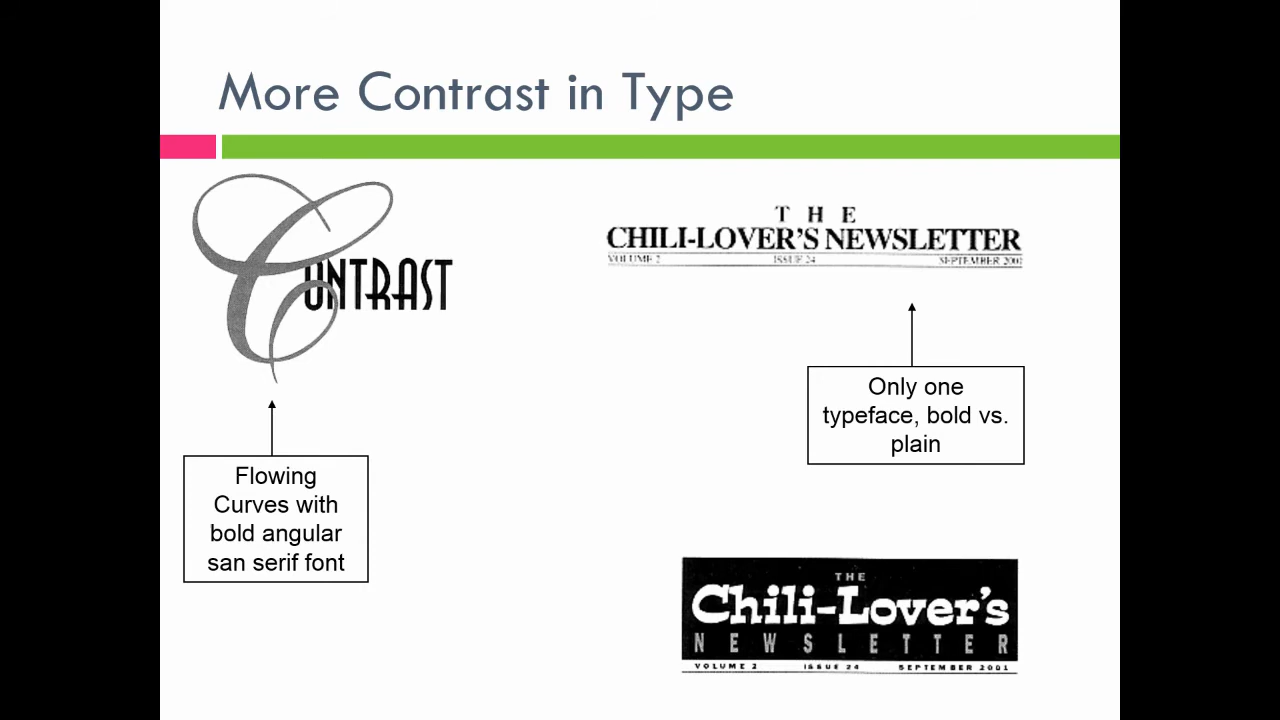 More Contrast in Type
CONTRAST
THE
CHILI-LOVER'S NEWSLETTER
VOLUME 2 ISSUE 24 SEPTEMBER 2001
Only one
typeface, bold vs.
plain
Flowing
Curves with
bold angular
san serif font
THE
Chili-Lover's
NEWSLETTER
VOLUME 2 ISSUE 24 SEPTEMBER 2001